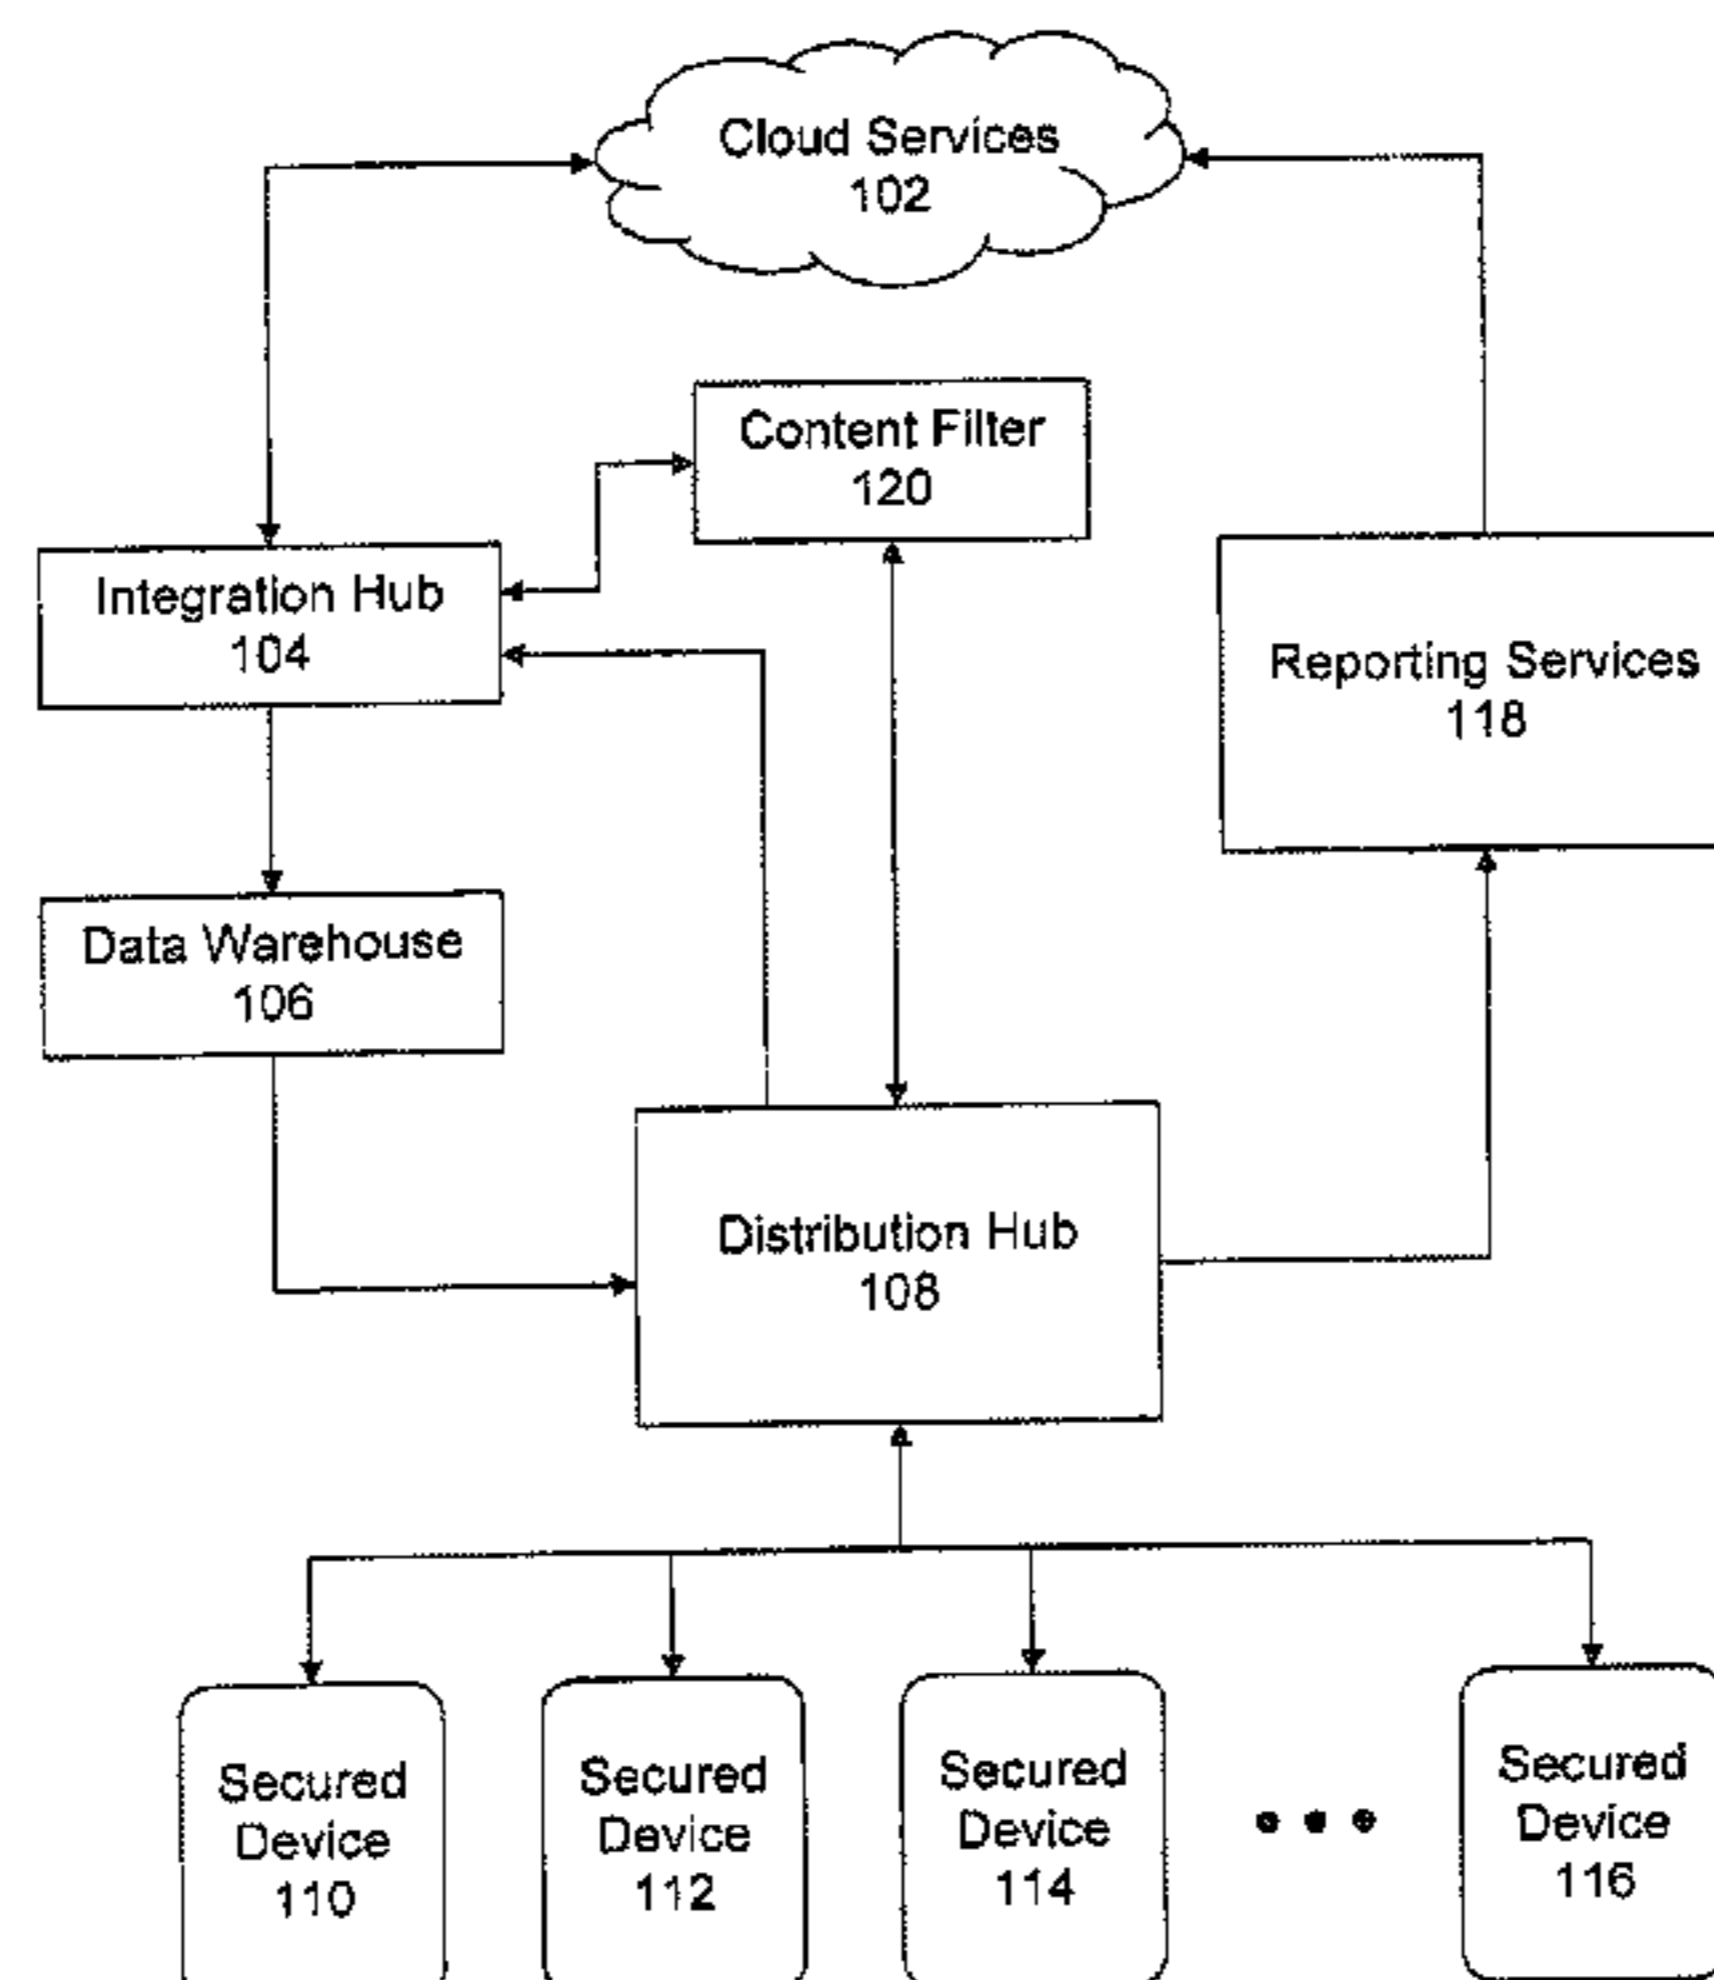 Cloud Services
102
Content Filter
120
Integration Hub
104
Reporting Services
118
Data Warehouse
106
Distribution Hub
108
Secured
Device
110
Secured
Device
112
Secured
Device
114
Secured
Device
116